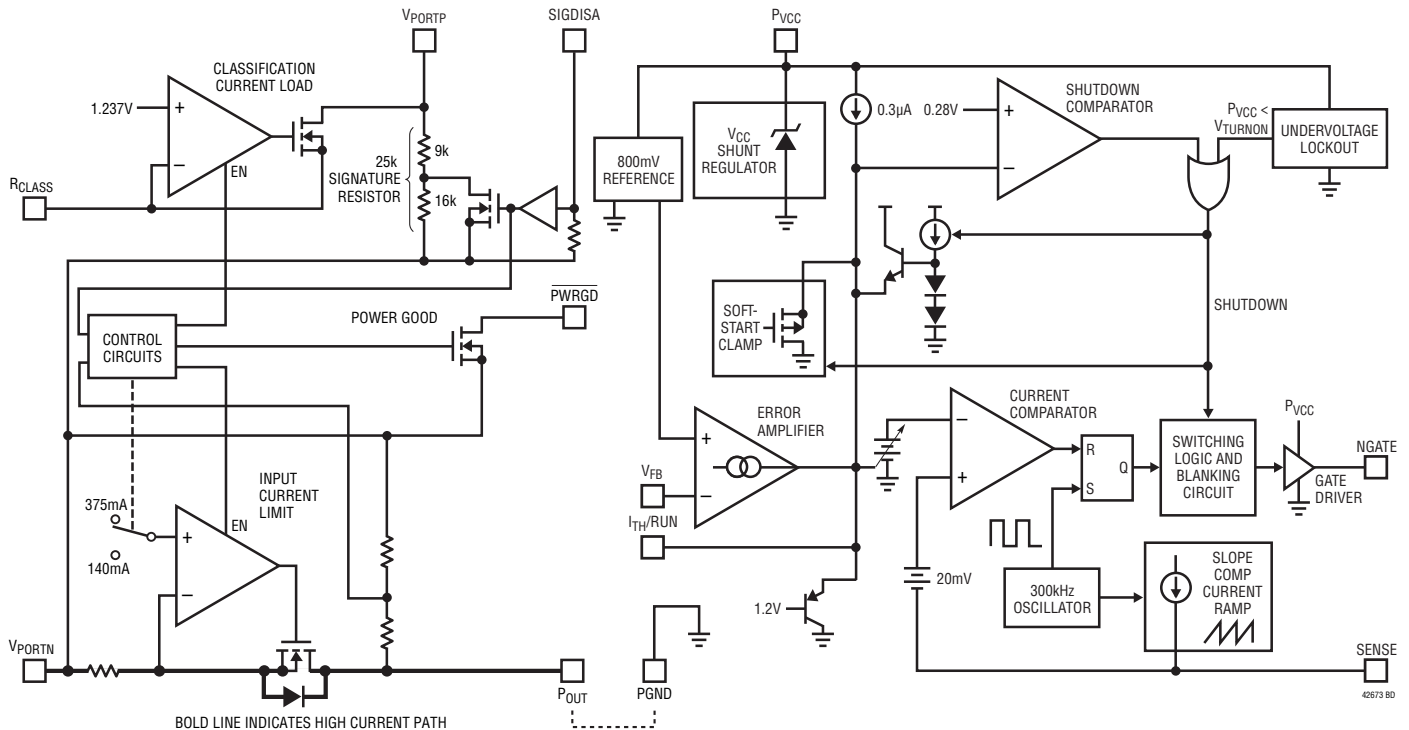 VPORTP
SIGDISA
PVCC
CLASSIFICATION
CURRENT LOAD
1.237V
+
−
EN
RCLASS
25k
SIGNATURE
RESISTOR
9k
16k
PWRGD
POWER GOOD
CONTROL
CIRCUITS
INPUT
CURRENT
LIMIT
375mA
140mA
+
−
EN
VPORTN
POUT
BOLD LINE INDICATES HIGH CURRENT PATH
800mV
REFERENCE
VCC
SHUNT
REGULATOR
0.3µA
0.28V
+
−
SHUTDOWN
COMPARATOR
PVCC <
VTURNON
UNDERVOLTAGE
LOCKOUT
SHUTDOWN
SOFT-
START
CLAMP
ERROR
AMPLIFIER
+
−
VFB
ITH/RUN
CURRENT
COMPARATOR
−
+
R
S
Q
SWITCHING
LOGIC AND
BLANKING
CIRCUIT
PVCC
NGATE
GATE
DRIVER
20mV
300kHz
OSCILLATOR
SLOPE
COMP
CURRENT
RAMP
1.2V
PGND
SENSE
42673 BD